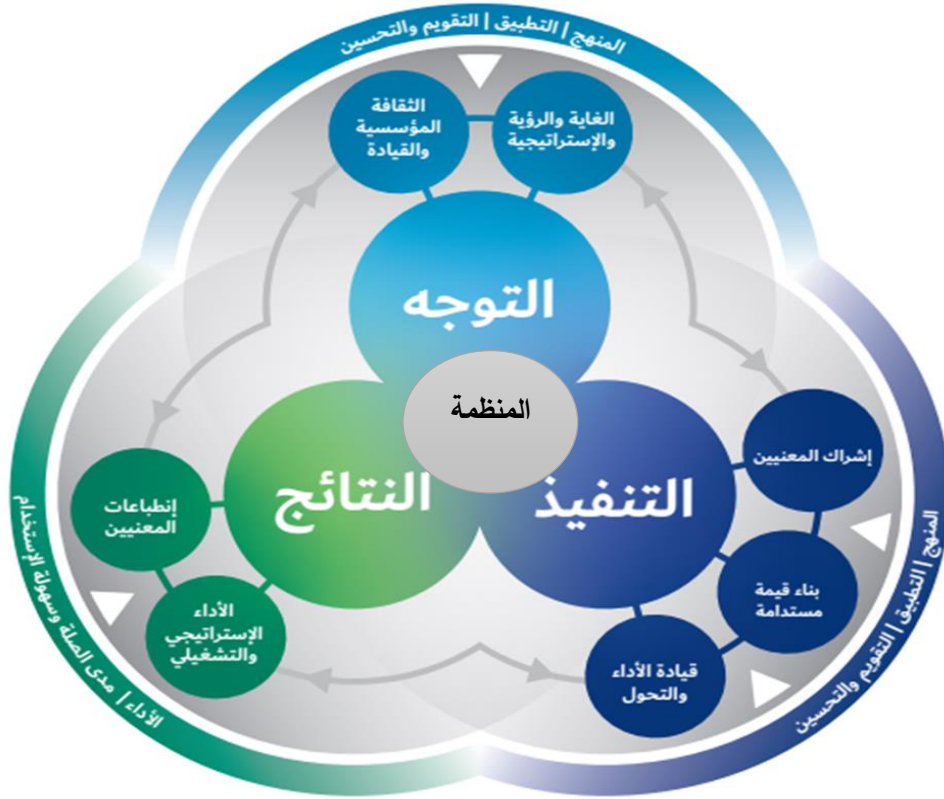 المنهج | التطبيق | التقويم والتحسين
الغاية والرؤية
والإستراتيجية
الثقافة
المؤسسية
والقيادة
التوجه
المنظمة
التنفيذ
النتائج
إشراك المعنيين
بناء قيمة
مستدامة
قيادة الأداء
والتحول
إنطباعات
المعنيين
الأداء
الإستراتيجي
والتشغيلي
المنهج | التطبيق | التقويم والتحسين
الأداء | مدى الصلة وسهولة الإستخدام